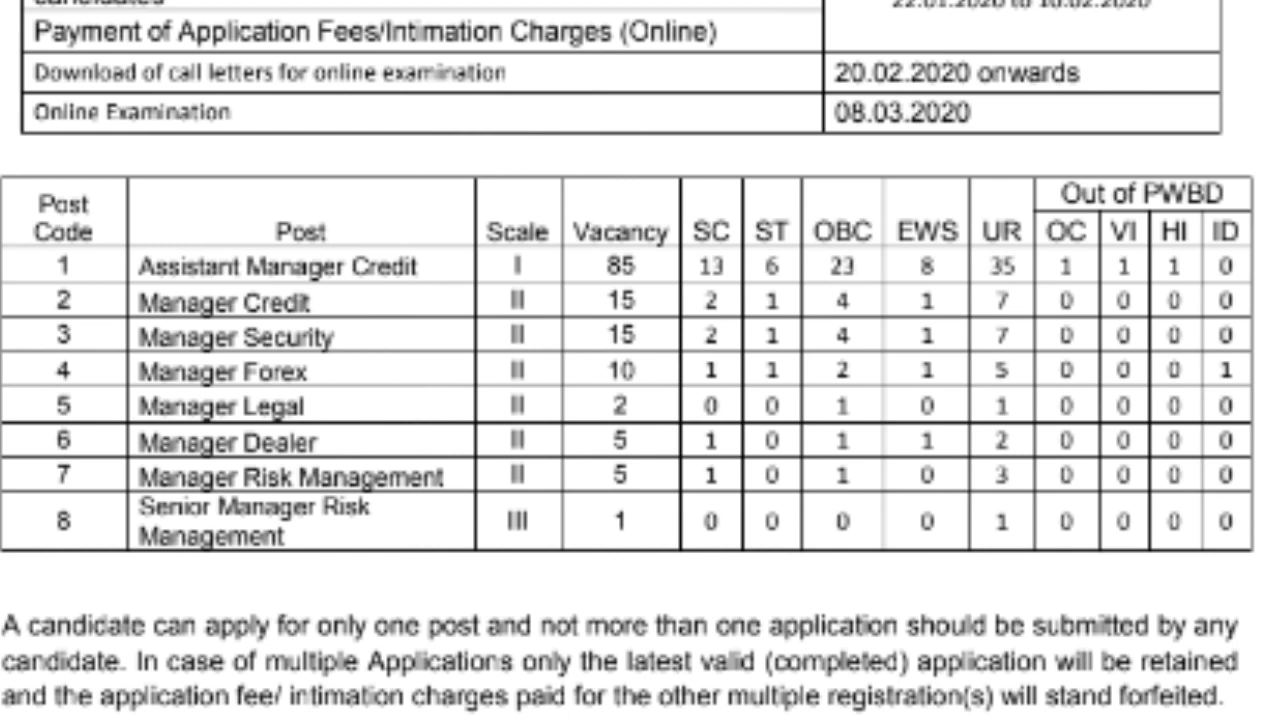 candidates 22.01.2020 to 10.02.2020
Payment of Application Fees/Intimation Charges (Online)
Download of call letters for online examination 20.02.2020 onwards
Online Examination 08.03.2020
Post Code Post Scale Vacancy SC ST OBC EWS UR Out of PWBD
OC VI HI ID
1 Assistant Manager Credit I 85 13 6 23 8 35 1 1 1 0
2 Manager Credit II 15 2 1 4 1 7 0 0 0 0
3 Manager Security II 15 2 1 4 1 7 0 0 0 0
4 Manager Forex II 10 1 1 2 1 5 0 0 0 1
5 Manager Legal II 2 0 0 1 0 1 0 0 0 0
6 Manager Dealer II 5 1 0 1 1 2 0 0 0 0
7 Manager Risk Management II 5 1 0 1 0 3 0 0 0 0
8 Senior Manager Risk Management III 1 0 0 0 0 1 0 0 0 0
A candidate can apply for only one post and not more than one application should be submitted by any
candidate. In case of multiple Applications only the latest valid (completed) application will be retained
and the application fee/ intimation charges paid for the other multiple registration(s) will stand forfeited.